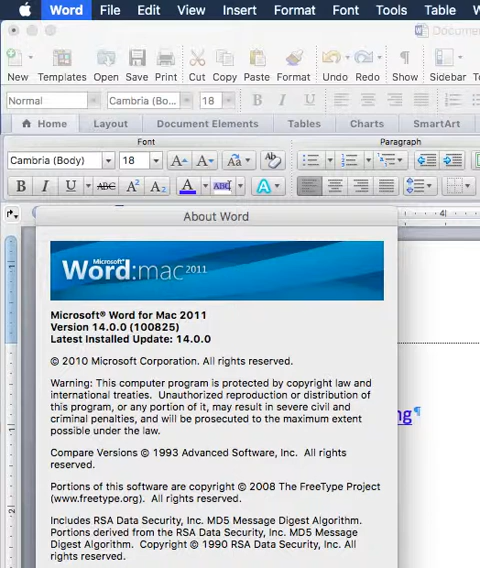 Word File Edit View Insert Format Font Tools Table
Docume
New Templates Open Save Print Cut Copy Paste Format Undo Redo Show Sidebar
Normal Cambria (Bo... 18 B I U
Home Layout Document Elements Tables Charts SmartArt
Font Paragraph
Cambria (Body) 18 A A Aa Ab
B I U ABC A2 A2 A ABC A
About Word
Microsoft®
Word:mac 2011
Microsoft® Word for Mac 2011
Version 14.0.0 (100825)
Latest Installed Update: 14.0.0
© 2010 Microsoft Corporation. All rights reserved.
Warning: This computer program is protected by copyright law and
international treaties. Unauthorized reproduction or distribution of
this program, or any portion of it, may result in severe civil and
criminal penalties, and will be prosecuted to the maximum extent
possible under the law.
ng¶
Compare Versions © 1993 Advanced Software, Inc. All rights
reserved.
Portions of this software are copyright © 2008 The FreeType Project
(www.freetype.org). All rights reserved.
Includes RSA Data Security, Inc. MD5 Message Digest Algorithm.
Portions derived from the RSA Data Security, Inc. MD5 Message
Digest Algorithm. Copyright © 1990 RSA Data Security, Inc. All
rights reserved.